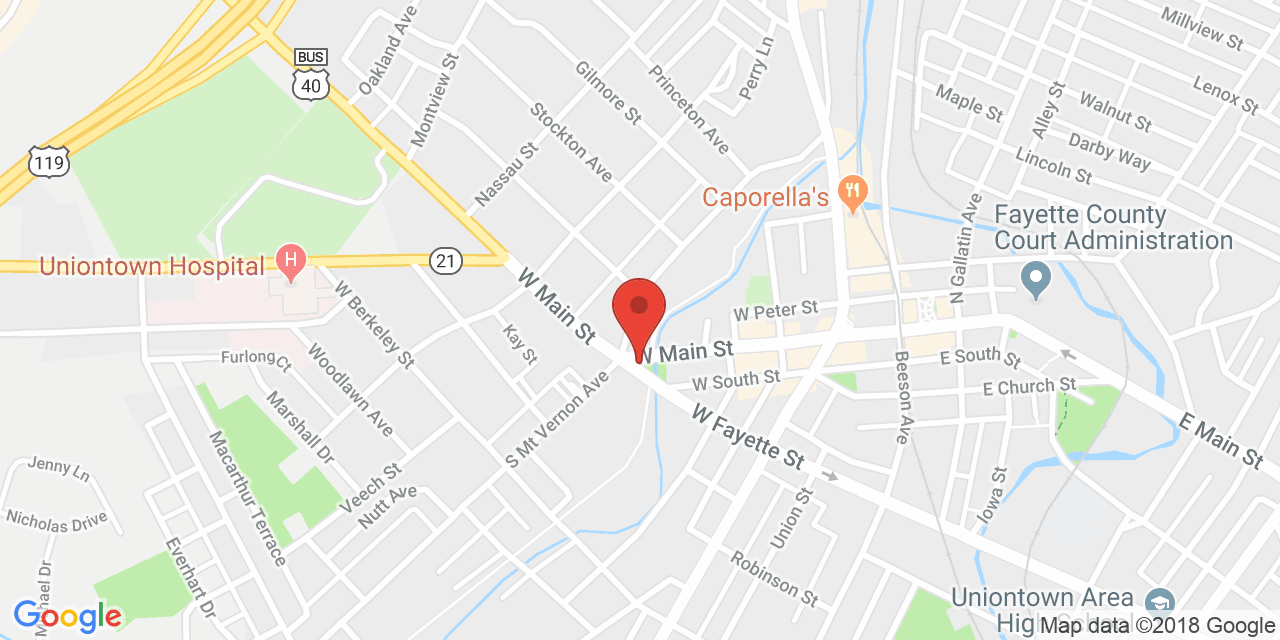 Millview St
BUS
40
Oakland Ave
Montview St
Gilmore St
Princeton Ave
Perry Ln
Lenox St
Maple St
Alley St
Walnut St
119
Stockton Ave
Darby Way
Nassau St
Lincoln St
Caporella's
Fayette County
Court Administration
N Gallatin Ave
Uniontown Hospital
H
21
W Main St
W Berkeley St
W Peter St
Kay St
W Main St
Furlong Ct
Woodlawn Ave
Beeson Ave
E South St
W South St
E Church St
Marshall Dr
S Mt Vernon Ave
W Fayette St
E Main St
Macarthur Terrace
Jenny Ln
Veech St
Nutt Ave
Iowa St
Nicholas Drive
Union St
Everhart Dr
Robinson St
Uniontown Area
Google
Map data ©2018 Google